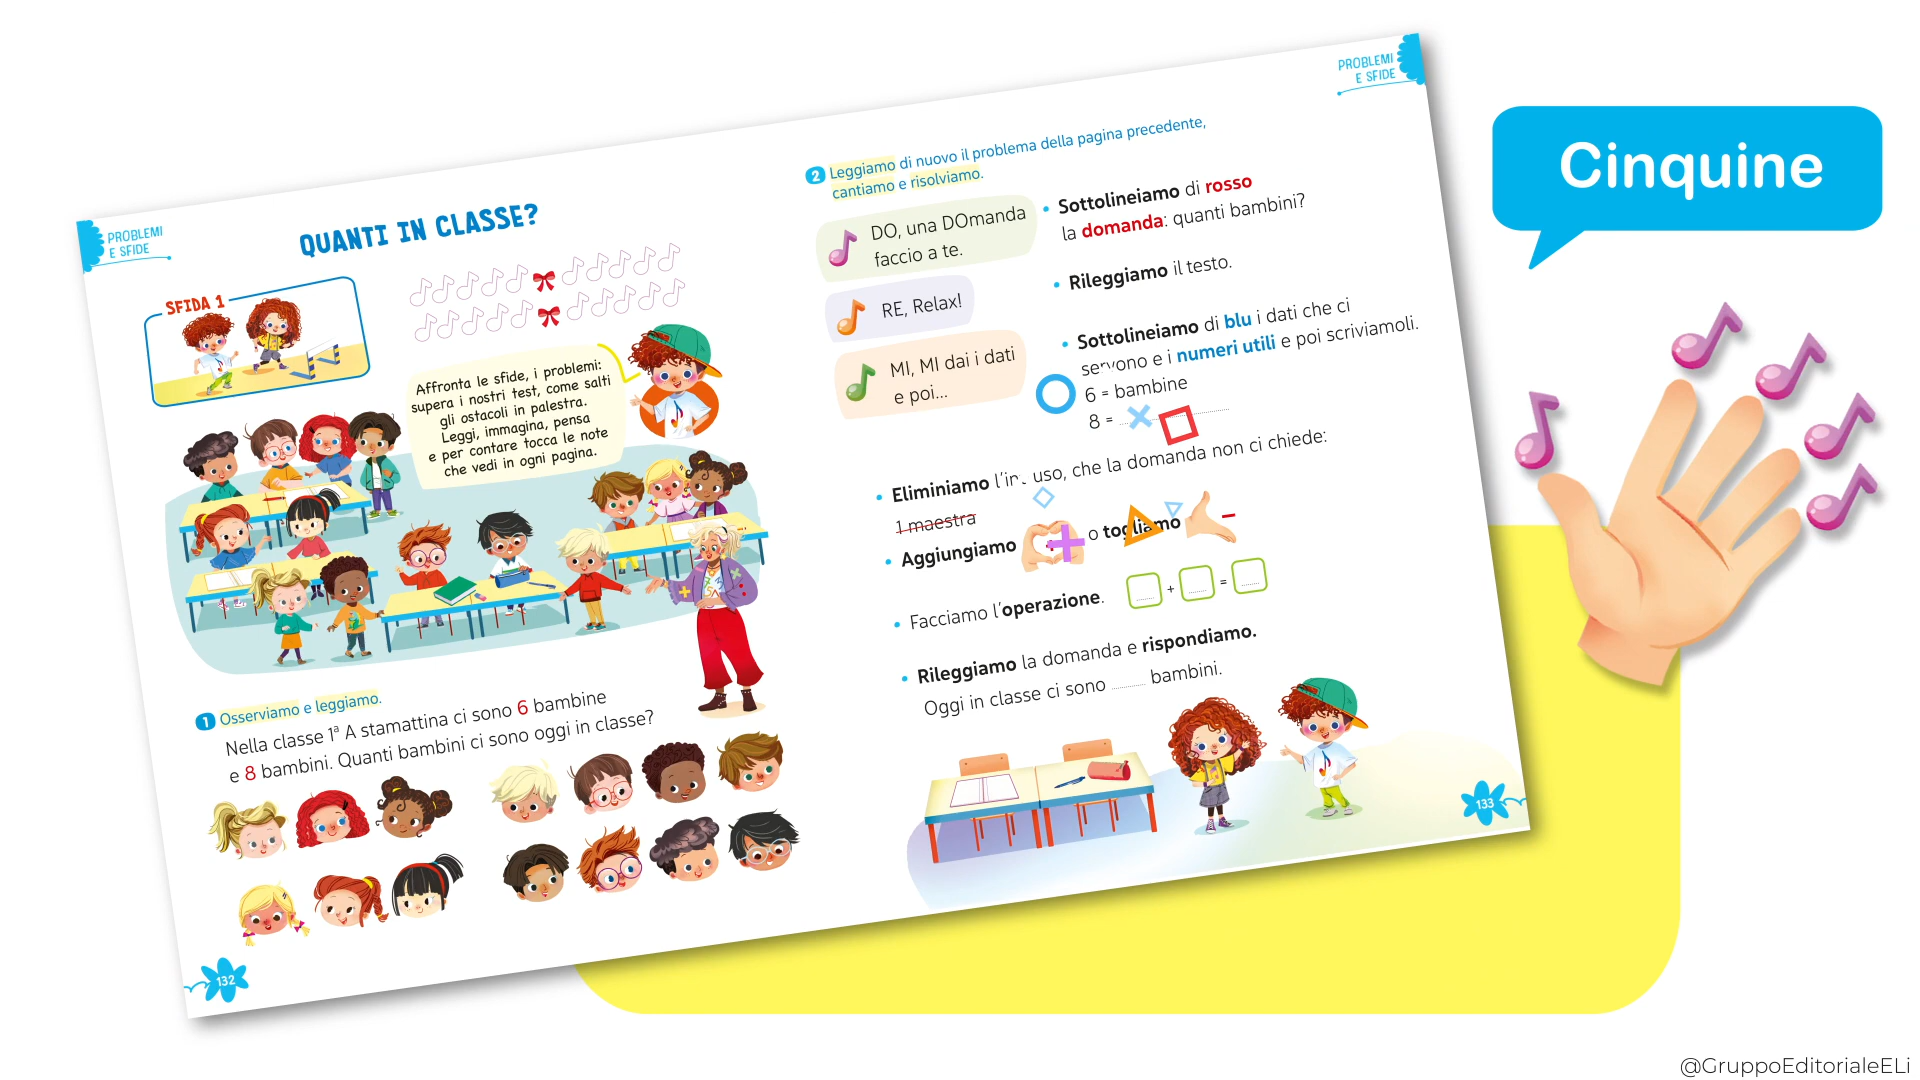 PROBLEMI
E SFIDE
QUANTI IN CLASSE?
SFIDA 1
Affronta le sfide, i problemi:
supera i nostri test, come salti
gli ostacoli in palestra.
Leggi, immagina, pensa
e per contare tocca le note
che vedi in ogni pagina.
1 Osserviamo e leggiamo.
Nella classe 1ª A stamattina ci sono 6 bambine
e 8 bambini. Quanti bambini ci sono oggi in classe?
132
PROBLEMI
E SFIDE
2 Leggiamo di nuovo il problema della pagina precedente,
cantiamo e risolviamo.
DO, una DOmanda
faccio a te.
RE, Relax!
MI, MI dai i dati
e poi...
• Sottolineiamo di rosso
la domanda: quanti bambini?
• Rileggiamo il testo.
• Sottolineiamo di blu i dati che ci
servono e i numeri utili e poi scriviamoli.
6 = bambine
8 = ..........
• Eliminiamo uso, che la domanda non ci chiede:
1 maestra
• Aggiungiamo + o togliamo -
• Facciamo l'operazione. ..... + ..... = .....
• Rileggiamo la domanda e rispondiamo.
Oggi in classe ci sono ........ bambini.
133
Cinquine
@GruppoEditorialeELi